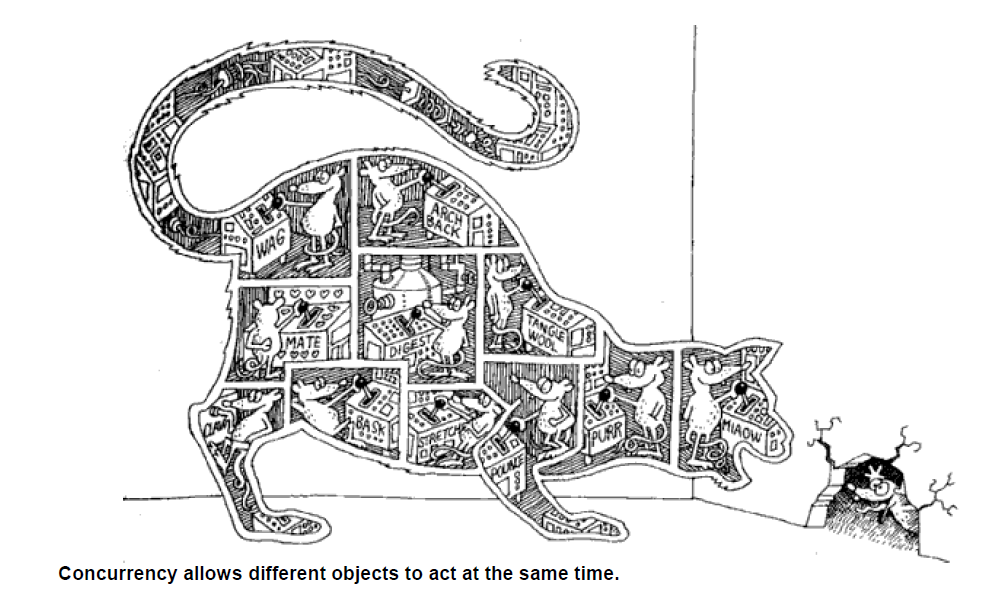 WAG
ARCH
BACK
MATE
DIGEST
TANGLE
WOOL
BASK
STRETCH
POUNCE
PURR
MIAOW
Concurrency allows different objects to act at the same time.